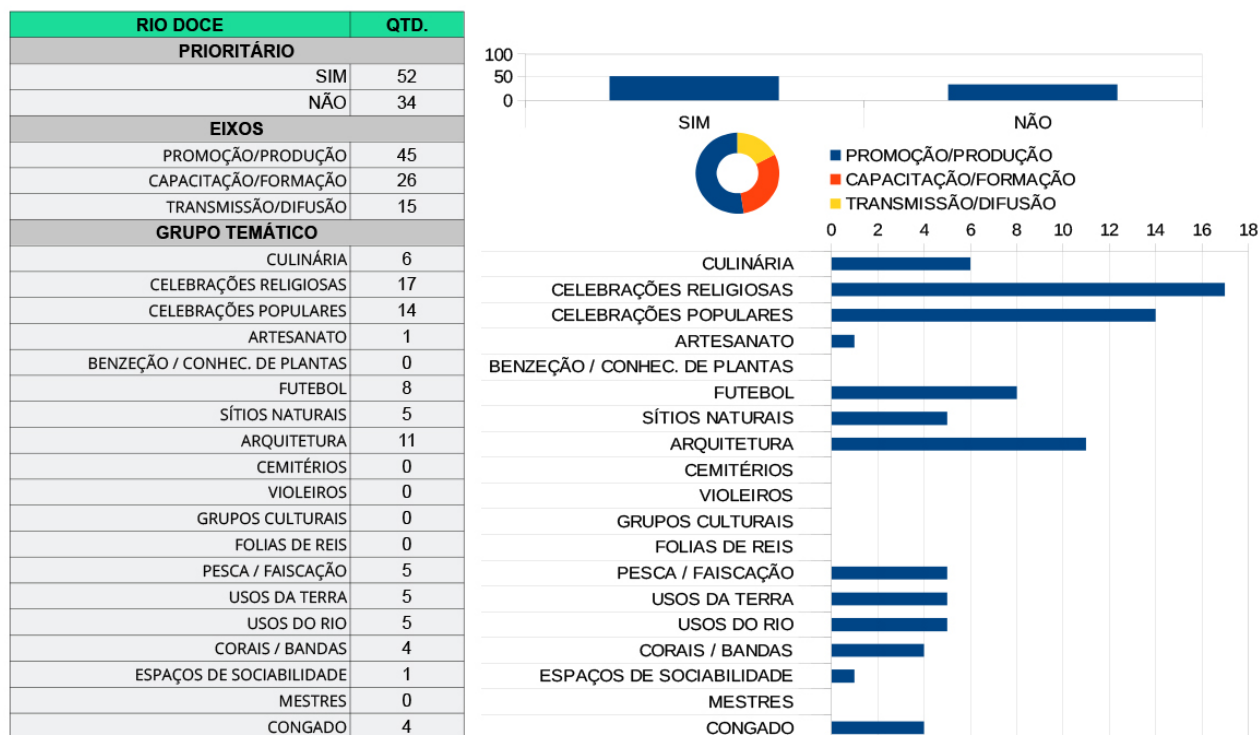 RIO DOCE QTD.
PRIORITÁRIO
SIM 52
NÃO 34
EIXOS
PROMOÇÃO/PRODUÇÃO 45
CAPACITAÇÃO/FORMAÇÃO 26
TRANSMISSÃO/DIFUSÃO 15
GRUPO TEMÁTICO
CULINÁRIA 6
CELEBRAÇÕES RELIGIOSAS 17
CELEBRAÇÕES POPULARES 14
ARTESANATO 1
BENZEÇÃO / CONHEC. DE PLANTAS 0
FUTEBOL 8
SÍTIOS NATURAIS 5
ARQUITETURA 11
CEMITÉRIOS 0
VIOLEIROS 0
GRUPOS CULTURAIS 0
FOLIAS DE REIS 0
PESCA / FAISCAÇÃO 5
USOS DA TERRA 5
USOS DO RIO 5
CORAIS / BANDAS 4
ESPAÇOS DE SOCIABILIDADE 1
MESTRES 0
CONGADO 4
100
50
0
SIM NÃO
PROMOÇÃO/PRODUÇÃO
CAPACITAÇÃO/FORMAÇÃO
TRANSMISSÃO/DIFUSÃO
0 2 4 6 8 10 12 14 16 18
CULINÁRIA
CELEBRAÇÕES RELIGIOSAS
CELEBRAÇÕES POPULARES
ARTESANATO
BENZEÇÃO / CONHEC. DE PLANTAS
FUTEBOL
SÍTIOS NATURAIS
ARQUITETURA
CEMITÉRIOS
VIOLEIROS
GRUPOS CULTURAIS
FOLIAS DE REIS
PESCA / FAISCAÇÃO
USOS DA TERRA
USOS DO RIO
CORAIS / BANDAS
ESPAÇOS DE SOCIABILIDADE
MESTRES
CONGADO